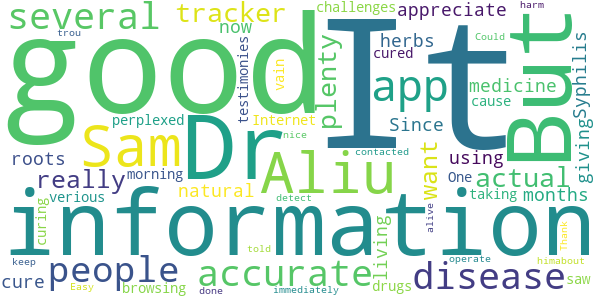 several tracker challenges appreciate harm
trou now testimonies
good It But
plenty herbs cured
app medicine
vain cause
perplexed Internet Since Could
Sam Dr nice givingSyphilis
roots using
really morning Aliu contacted want One actual
natural taking months
verious detect
curing information
told living alive Thank
keep people accurate operate himabout
cure Easy browsing drugs disease saw
done immediately